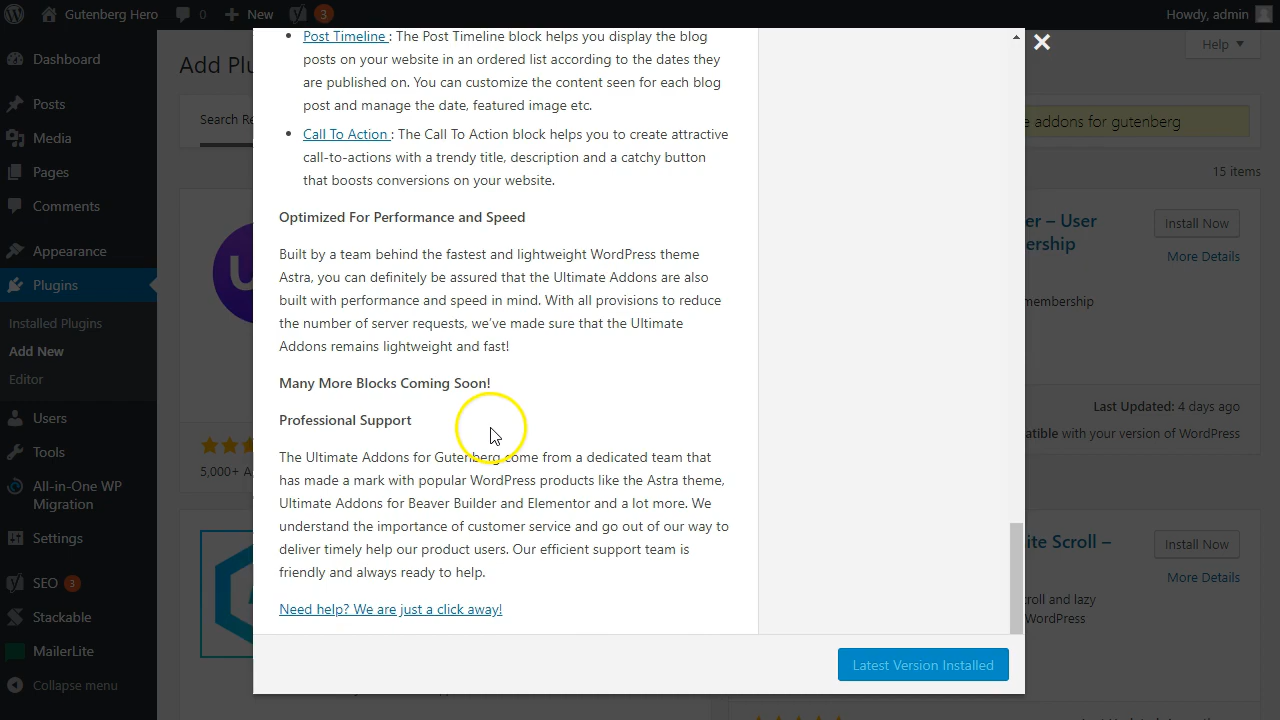 Gutenberg Hero
0
New
3
Howdy, admin
Help
Dashboard
Posts
Media
Pages
Comments
Appearance
Plugins
Installed Plugins
Add New
Editor
Users
Tools
All-in-One WP
Migration
Settings
SEO 3
Stackable
MailerLite
Collapse menu
Search
addons for gutenberg
15 items
Post Timeline : The Post Timeline block helps you display the blog
posts on your website in an ordered list according to the dates they
are published on. You can customize the content seen for each blog
post and manage the date, featured image etc.
Call To Action : The Call To Action block helps you to create attractive
call-to-actions with a trendy title, description and a catchy button
that boosts conversions on your website.
Optimized For Performance and Speed
Built by a team behind the fastest and lightweight WordPress theme
Astra, you can definitely be assured that the Ultimate Addons are also
built with performance and speed in mind. With all provisions to reduce
the number of server requests, we've made sure that the Ultimate
Addons remains lightweight and fast!
Many More Blocks Coming Soon!
Professional Support
The Ultimate Addons for Gutenberg come from a dedicated team that
has made a mark with popular WordPress products like the Astra theme,
Ultimate Addons for Beaver Builder and Elementor and a lot more. We
understand the importance of customer service and go out of our way to
deliver timely help our product users. Our efficient support team is
friendly and always ready to help.
Need help? We are just a click away!
Latest Version Installed
– User
Install Now
More Details
membership
Last Updated: 4 days ago
with your version of WordPress
5,000+
Scroll –
Install Now
More Details
and lazy
WordPress